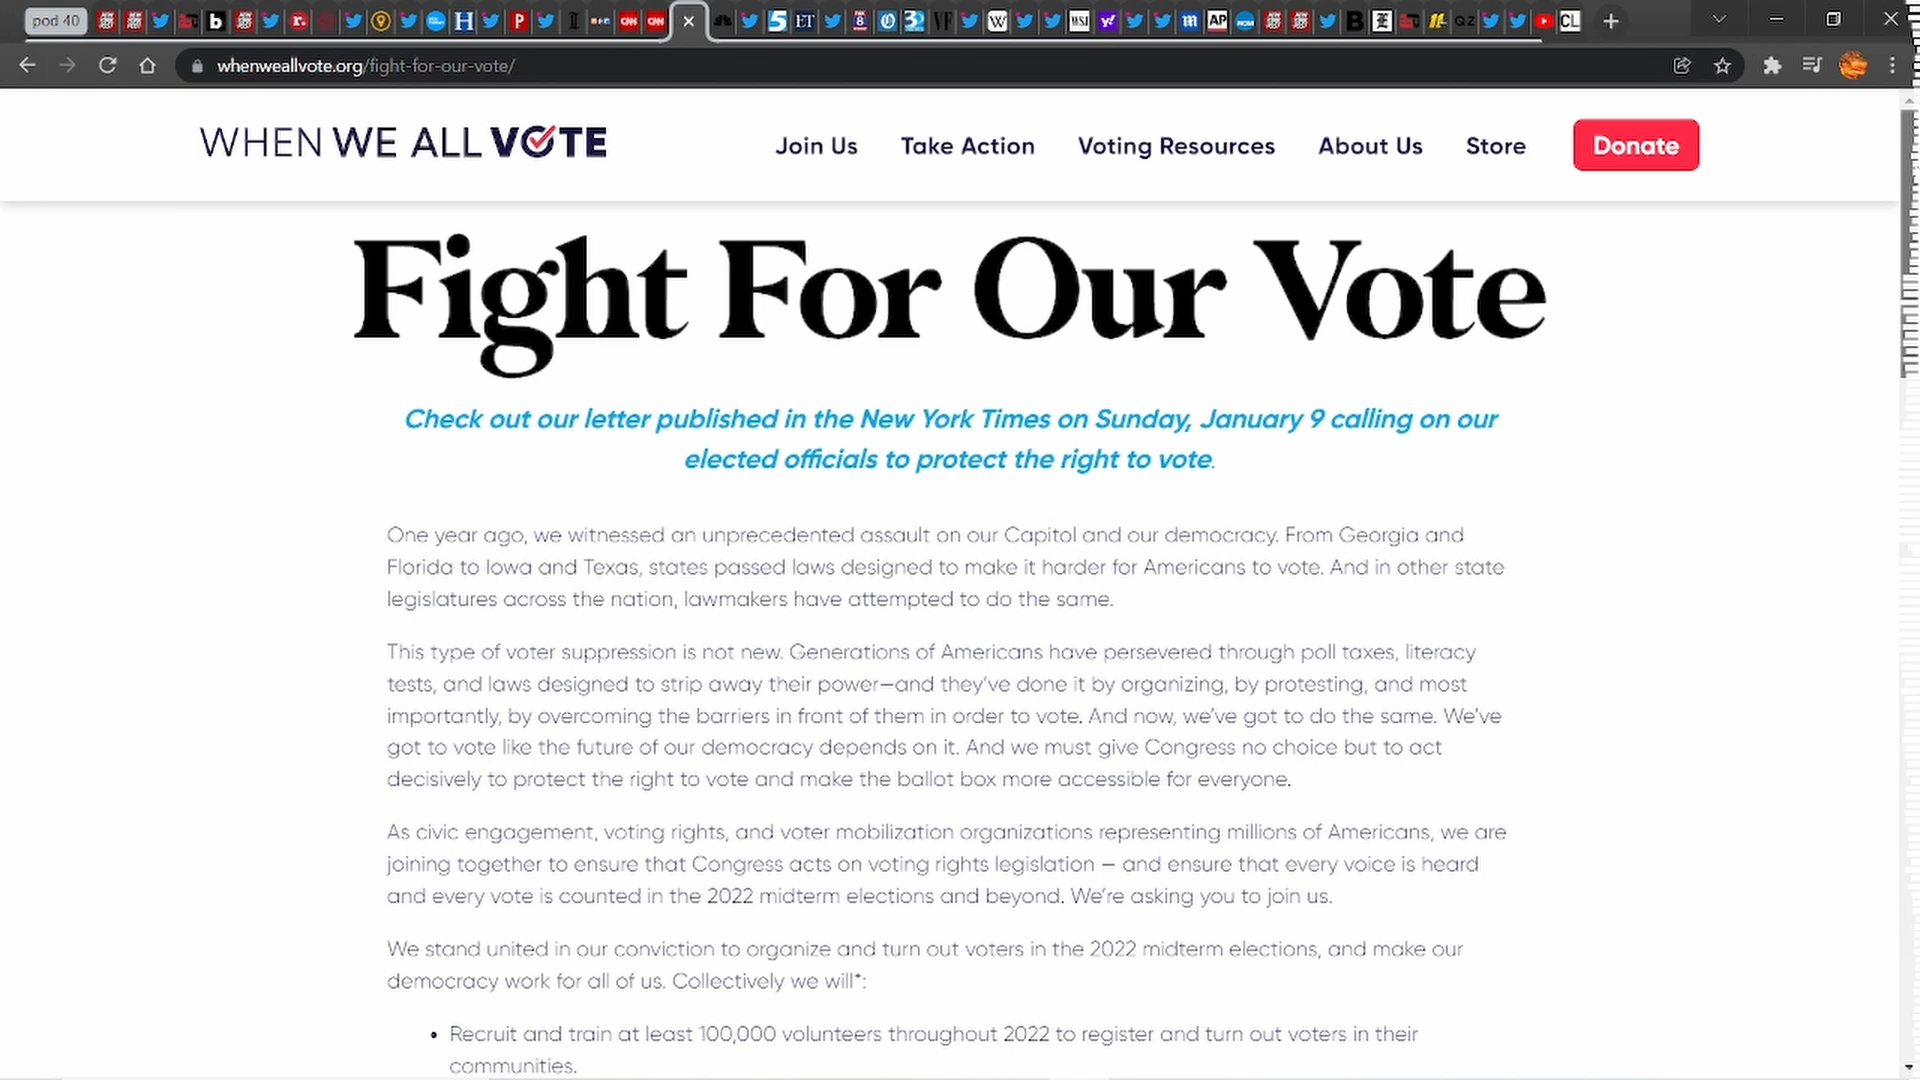 pod 40
whenweallvote.org/fight-for-our-vote/
WHEN WE ALL VOTE
Join Us
Take Action
Voting Resources
About Us
Store
Donate
Fight For Our Vote
Check out our letter published in the New York Times on Sunday, January 9 calling on our
elected officials to protect the right to vote.
One year ago, we witnessed an unprecedented assault on our Capitol and our democracy. From Georgia and
Florida to Iowa and Texas, states passed laws designed to make it harder for Americans to vote. And in other state
legislatures across the nation, lawmakers have attempted to do the same.
This type of voter suppression is not new. Generations of Americans have persevered through poll taxes, literacy
tests, and laws designed to strip away their power—and they've done it by organizing, by protesting, and most
importantly, by overcoming the barriers in front of them in order to vote. And now, we've got to do the same. We've
got to vote like the future of our democracy depends on it. And we must give Congress no choice but to act
decisively to protect the right to vote and make the ballot box more accessible for everyone.
As civic engagement, voting rights, and voter mobilization organizations representing millions of Americans, we are
joining together to ensure that Congress acts on voting rights legislation — and ensure that every voice is heard
and every vote is counted in the 2022 midterm elections and beyond. We're asking you to join us.
We stand united in our conviction to organize and turn out voters in the 2022 midterm elections, and make our
democracy work for all of us. Collectively we will*:
• Recruit and train at least 100,000 volunteers throughout 2022 to register and turn out voters in their
communities.